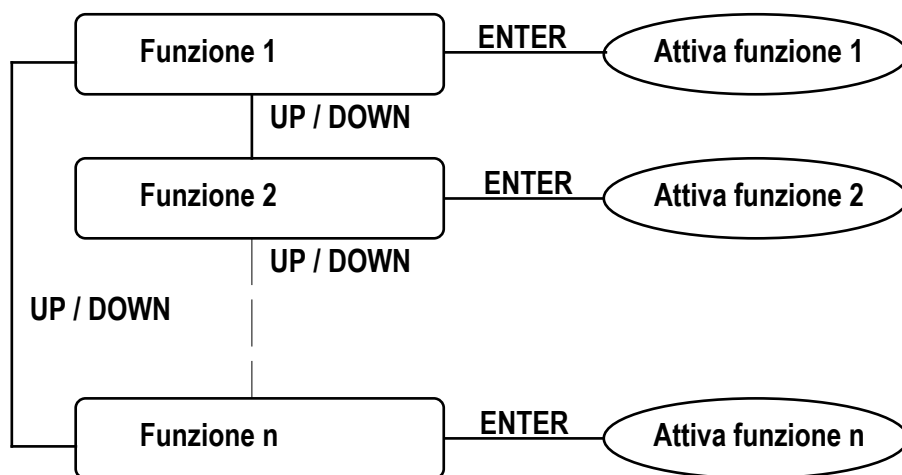 Funzione 1
ENTER
Attiva funzione 1
UP / DOWN
Funzione 2
ENTER
Attiva funzione 2
UP / DOWN
UP / DOWN
Funzione n
ENTER
Attiva funzione n